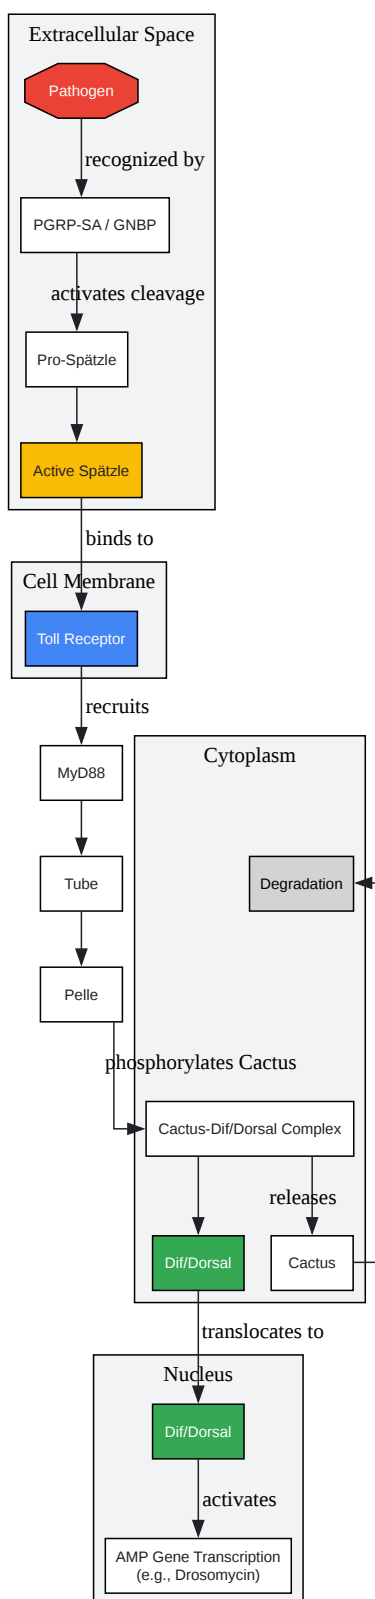 Extracellular Space
Pathogen
recognized by
PGRP-SA / GNBP
activates cleavage
Pro-Spätzle
Active Spätzle
binds to
Cell Membrane
Toll Receptor
recruits
MyD88
Cytoplasm
Tube
Degradation
Pelle
phosphorylates Cactus
Cactus-Dif/Dorsal Complex
releases
Dif/Dorsal
Cactus
translocates to
Nucleus
Dif/Dorsal
activates
AMP Gene Transcription
(e.g., Drosomycin)